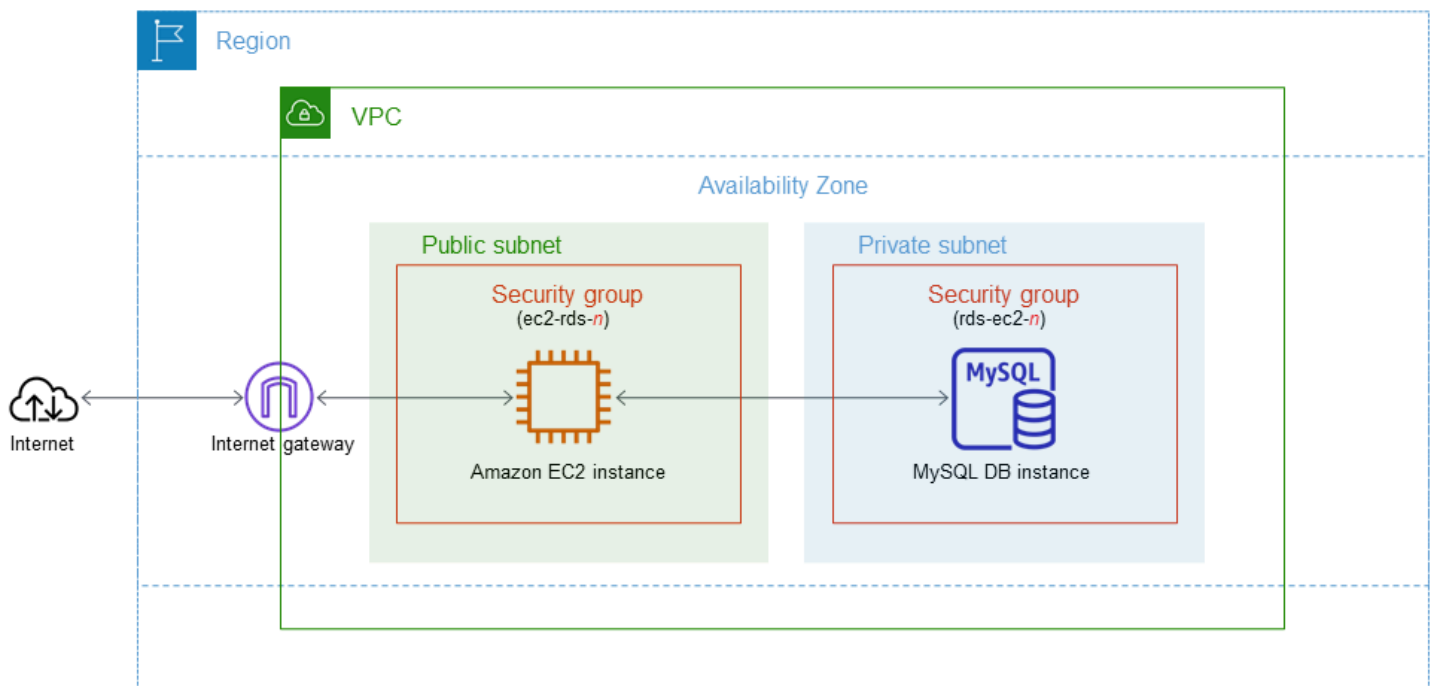 Region
VPC
Availability Zone
Public subnet
Private subnet
Security group
(ec2-rds-n)
Security group
(rds-ec2-n)
MySQL
Internet
Internet gateway
Amazon EC2 instance
MySQL DB instance